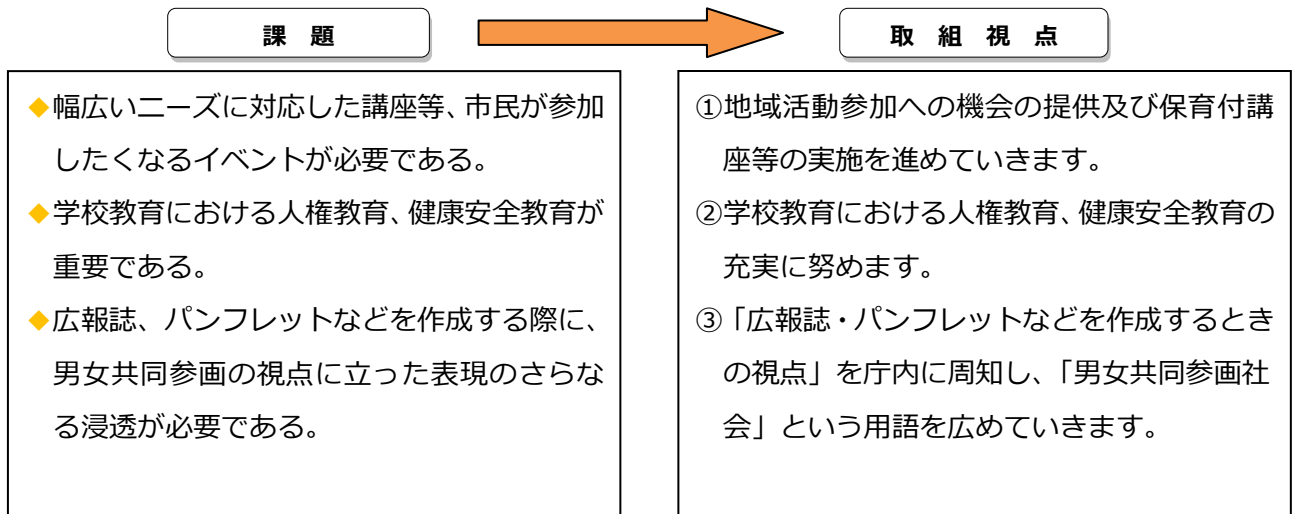 課題
取組視点
◆幅広いニーズに対応した講座等、市民が参加
したくなるイベントが必要である。
◆学校教育における人権教育、健康安全教育が
重要である。
◆広報誌、パンフレットなどを作成する際に、
男女共同参画の視点に立った表現のさらな
る浸透が必要である。
①地域活動参加への機会の提供及び保育付講
座等の実施を進めていきます。
②学校教育における人権教育、健康安全教育の
充実に努めます。
③「広報誌・パンフレットなどを作成するとき
の視点」を庁内に周知し、「男女共同参画社
会」という用語を広めていきます。